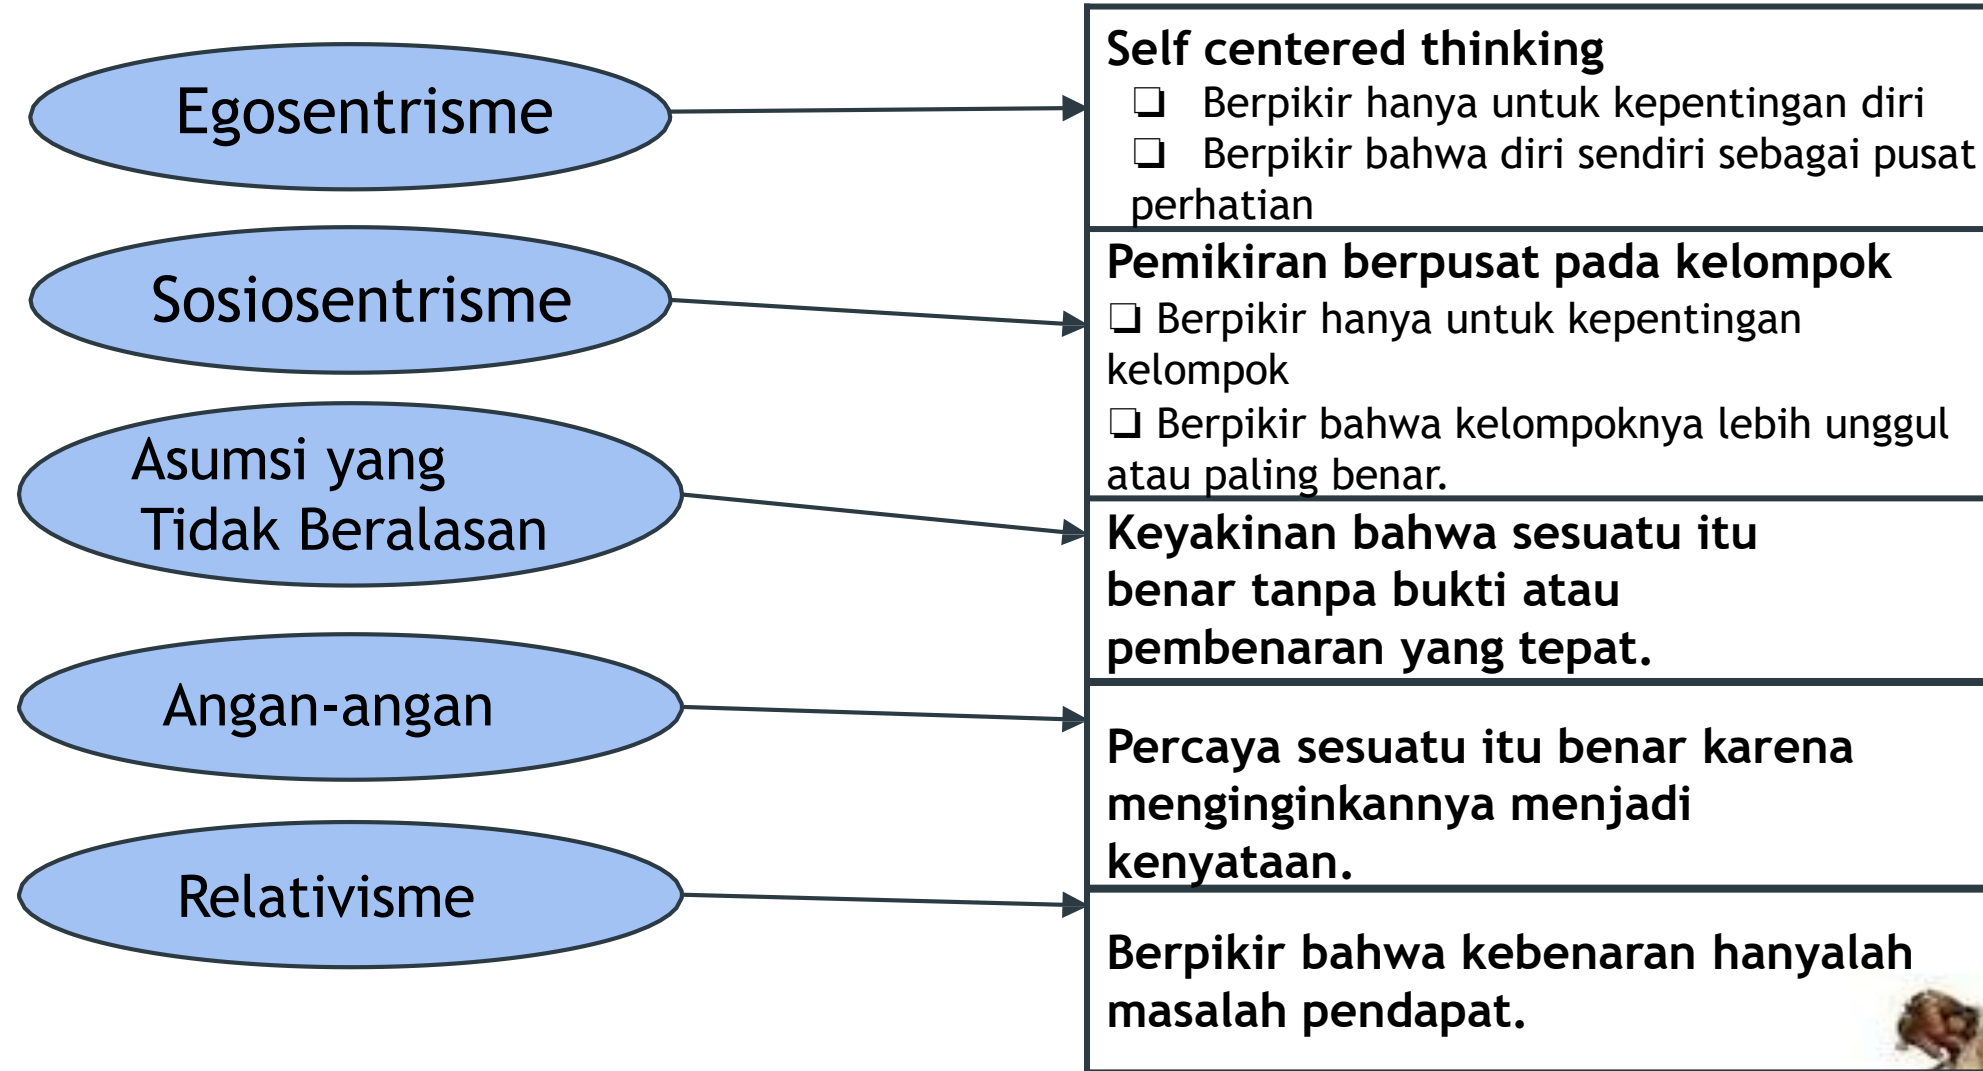 Egosentrisme
Self centered thinking
❏ Berpikir hanya untuk kepentingan diri
❏ Berpikir bahwa diri sendiri sebagai pusat
perhatian
Sosiosentrisme
Pemikiran berpusat pada kelompok
❏ Berpikir hanya untuk kepentingan
kelompok
❏ Berpikir bahwa kelompoknya lebih unggul
atau paling benar.
Asumsi yang
Tidak Beralasan
Keyakinan bahwa sesuatu itu
benar tanpa bukti atau
pembenaran yang tepat.
Angan-angan
Percaya sesuatu itu benar karena
menginginkannya menjadi
kenyataan.
Relativisme
Berpikir bahwa kebenaran hanyalah
masalah pendapat.